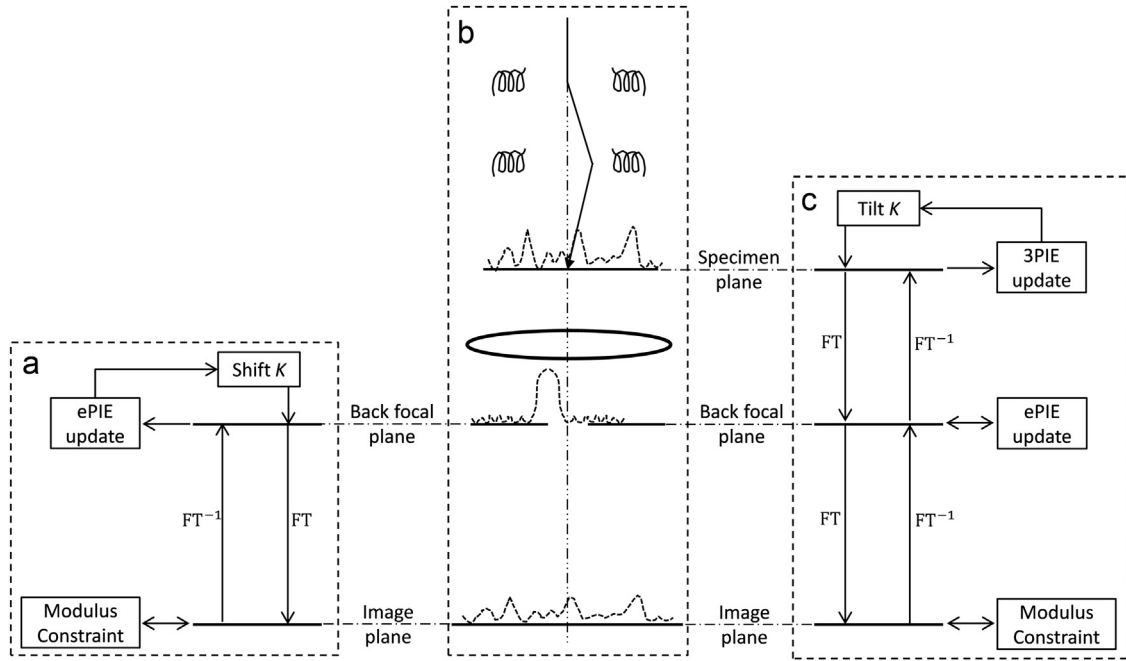 a
Shift K
ePIE
update
FT⁻¹
FT
Modulus
Constraint
b
Back focal
plane
Image
plane
Specimen
plane
Back focal
plane
Image
plane
c
Tilt K
3PIE
update
FT
FT⁻¹
ePIE
update
FT
FT⁻¹
Modulus
Constraint